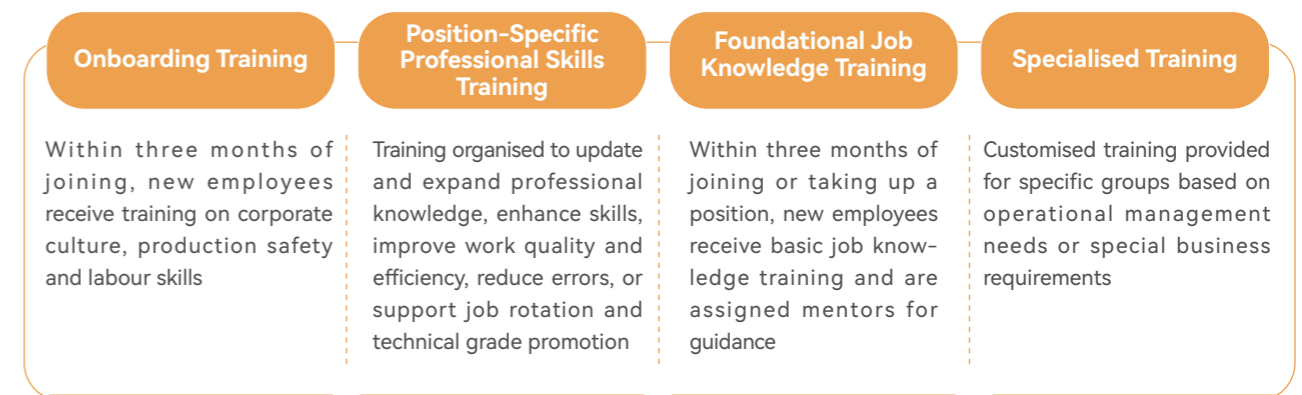 Onboarding Training
Within three months of
joining, new employees
receive training on corporate
culture, production safety
and labour skills
Position-Specific
Professional Skills
Training
Training organised to update
and expand professional
knowledge, enhance skills,
improve work quality and
efficiency, reduce errors, or
support job rotation and
technical grade promotion
Foundational Job
Knowledge Training
Within three months of
joining or taking up a
position, new employees
receive basic job know-
ledge training and are
assigned mentors for
guidance
Specialised Training
Customised training provided
for specific groups based on
operational management
needs or special business
requirements